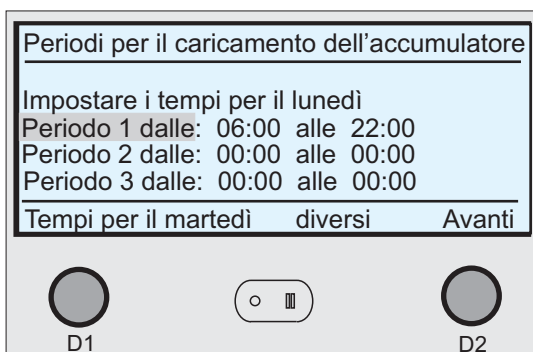 Periodi per il caricamento dell'accumulatore
Impostare i tempi per il lunedì
Periodo 1 dalle: 06:00 alle 22:00
Periodo 2 dalle: 00:00 alle 00:00
Periodo 3 dalle: 00:00 alle 00:00
Tempi per il martedì diversi Avanti
D1 D2